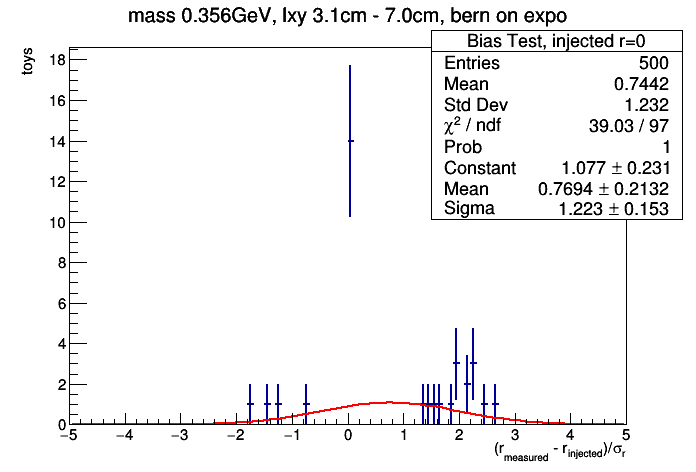 mass 0.356GeV, lxy 3.1cm - 7.0cm, bern on expo
Bias Test, injected r=0
Entries 500
Mean 0.7442
Std Dev 1.232
χ² / ndf 39.03 / 97
Prob 1
Constant 1.077 ± 0.231
Mean 0.7694 ± 0.2132
Sigma 1.223 ± 0.153
toys
18
16
14
12
10
8
6
4
2
0
−5 −4 −3 −2 −1 0 1 2 3 4 5
(r_measured - r_injected)/σ_r